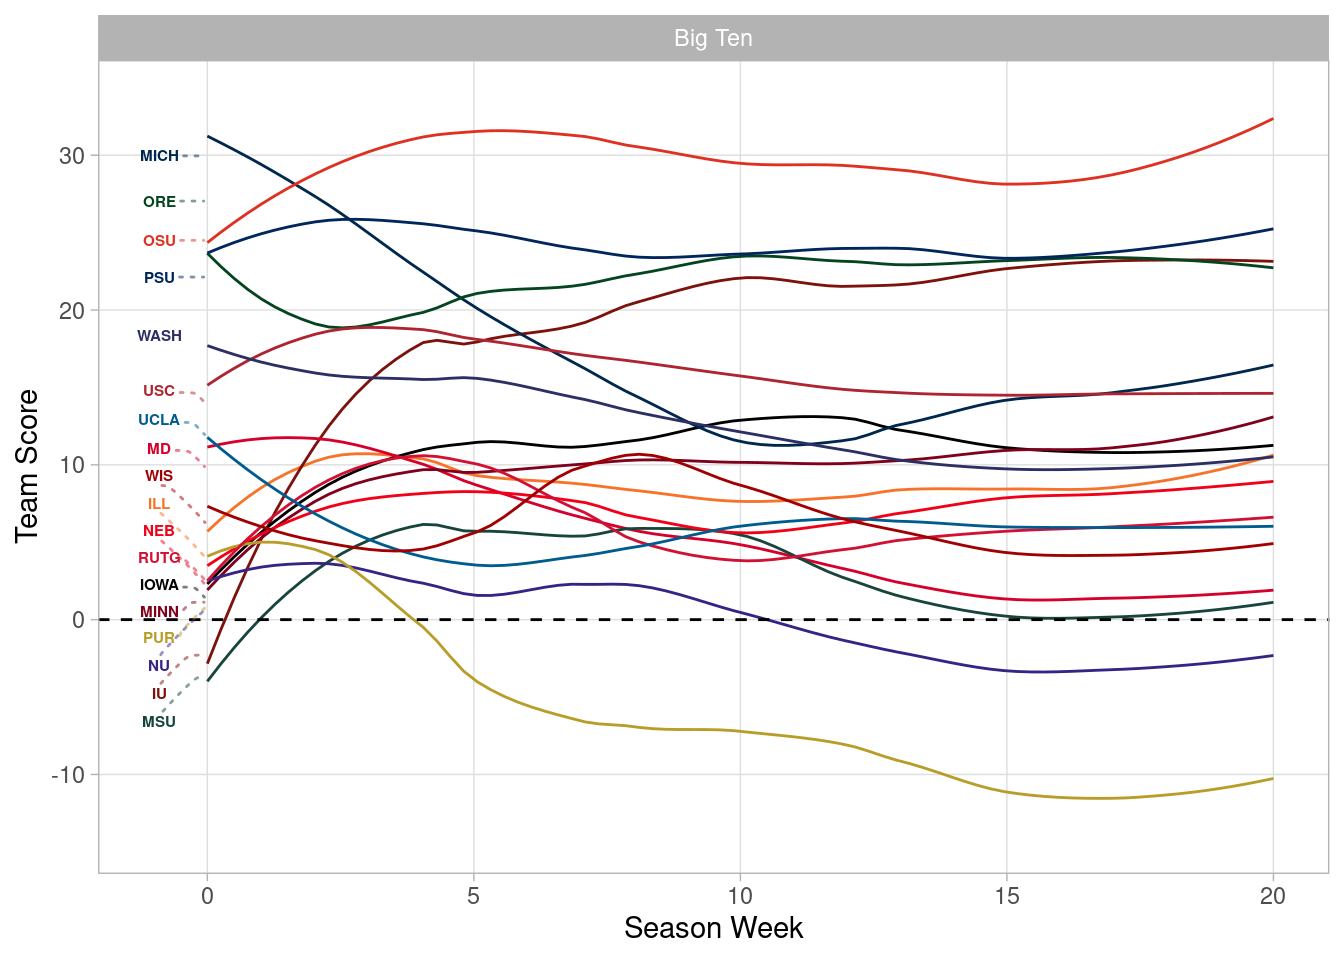 Big Ten
Team Score
30
20
10
0
-10
MICH
ORE
OSU
PSU
WASH
USC
UCLA
MD
WIS
ILL
NEB
RUTG
IOWA
MINN
PUR
NU
IU
MSU
0 5 10 15 20
Season Week